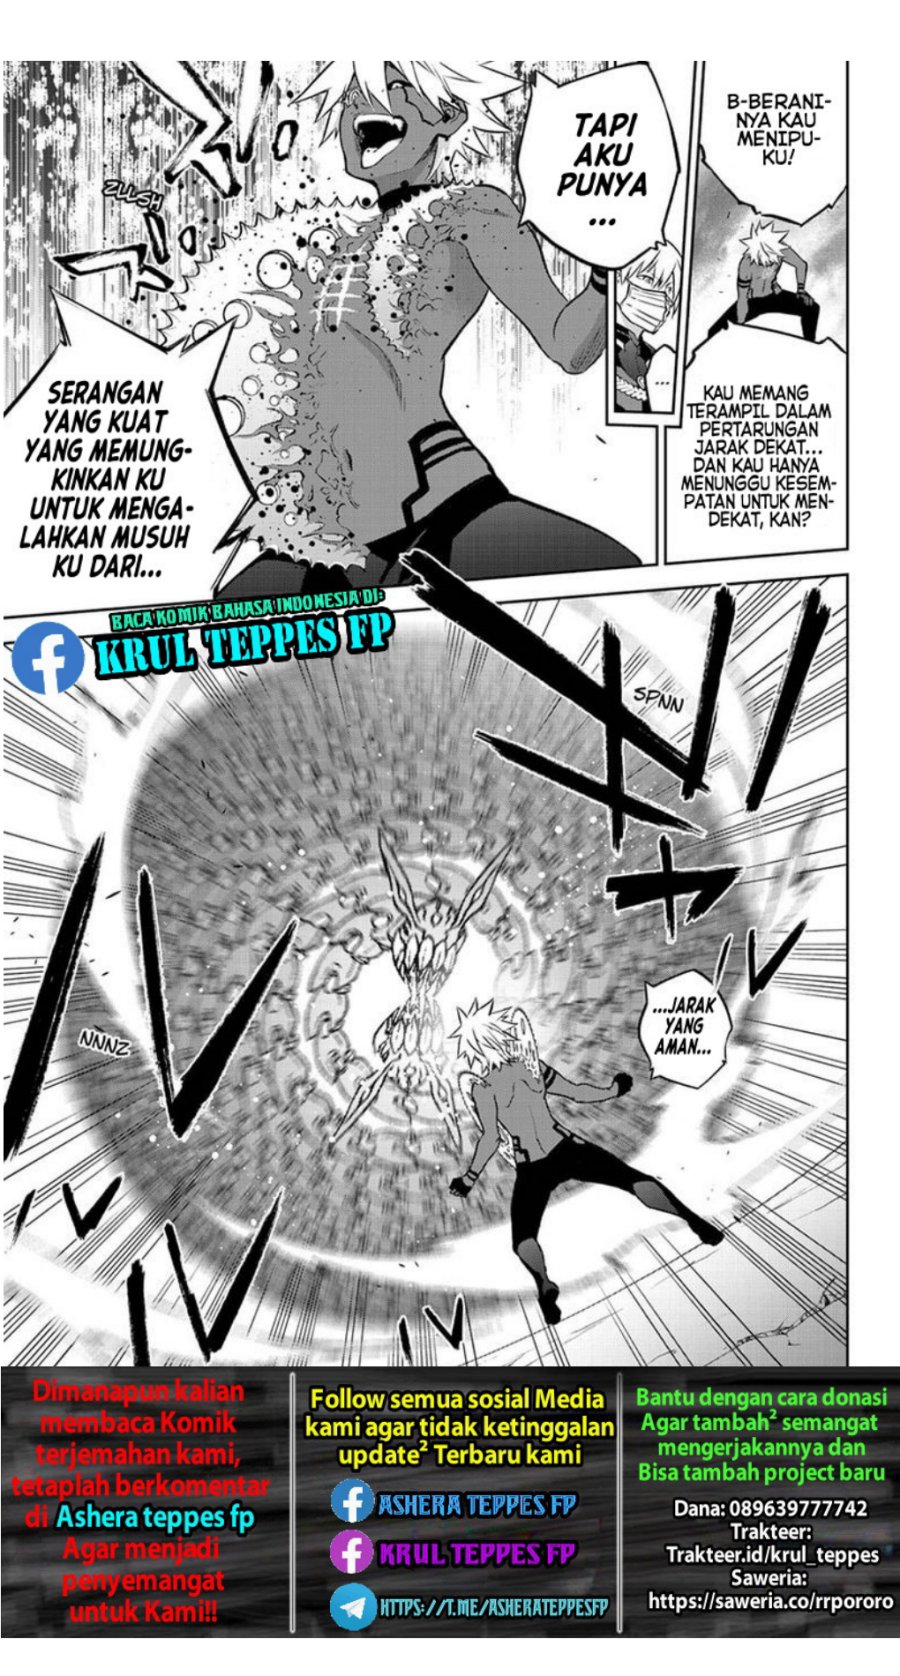 B-BERANI-
NYA KAU
MENIPU-
KU!
...
KAU MEMANG
TERAMPIL DALAM
PERTARUNGAN
JARAK DEKAT...
DAN KAU HANYA
MENUNGGU KESEM-
PATAN UNTUK MEN-
DEKAT, KAN?
TAPI
AKU
PUNYA
...
ZUSH
SERANGAN
YANG KUAT
YANG MEMUNG-
KINKAN KU
UNTUK MENGA-
LAHKAN MUSUH
KU DARI...
BACA KOMIK BAHASA INDONESIA DI:
KRUL TEPPES FP
SPNN
...JARAK
YANG
AMAN...
NNNZ
Dimanapun kalian
membaca Komik
terjemahan kami,
tetaplah berkomentar
di Ashera teppes fp
Agar menjadi
penyemangat
untuk Kami!!
Follow semua sosial Media
kami agar tidak ketinggalan
update² Terbaru kami
ASHERA TEPPES FP
KRUL TEPPES FP
HTTPS://T.ME/ASHERATEPPESFP
Bantu dengan cara donasi
Agar tambah² semangat
mengerjakannya dan
Bisa tambah project baru
Dana: 089639777742
Trakteer:
Trakteer.id/krul_teppes
Saweria:
https://saweria.co/rrpororo